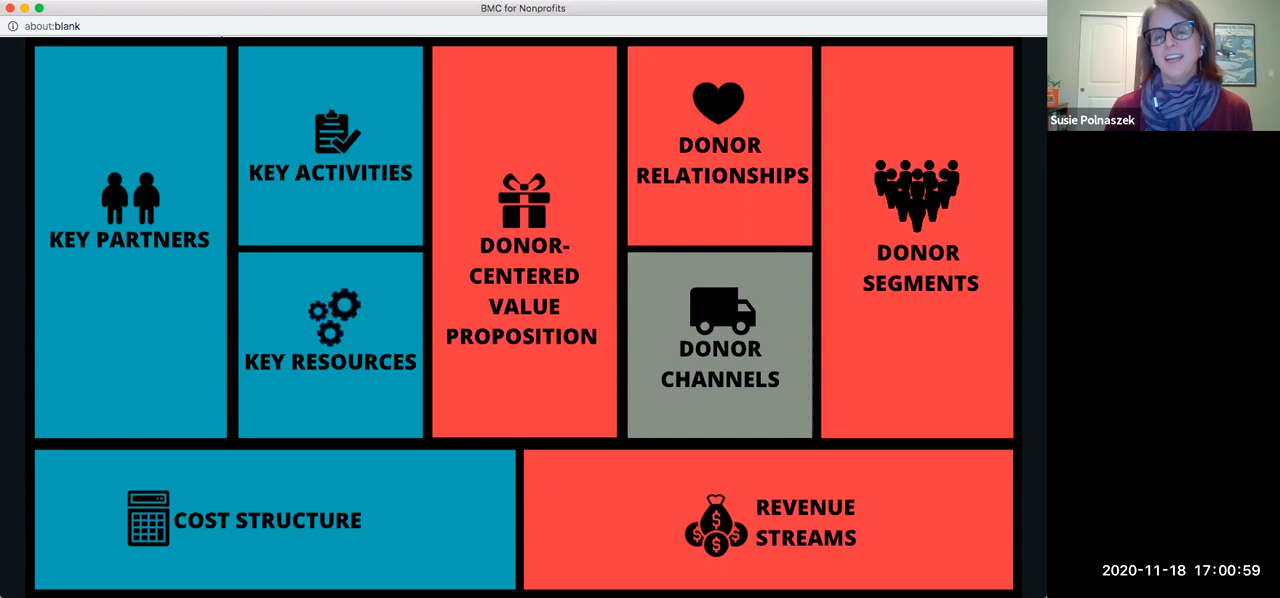 BMC for Nonprofits
about:blank
KEY PARTNERS
KEY ACTIVITIES
KEY RESOURCES
DONOR-
CENTERED
VALUE
PROPOSITION
DONOR
RELATIONSHIPS
DONOR
CHANNELS
DONOR
SEGMENTS
COST STRUCTURE
$
$
$
$
REVENUE
STREAMS
Susie Polnaszek
2020-11-18 17:00:59